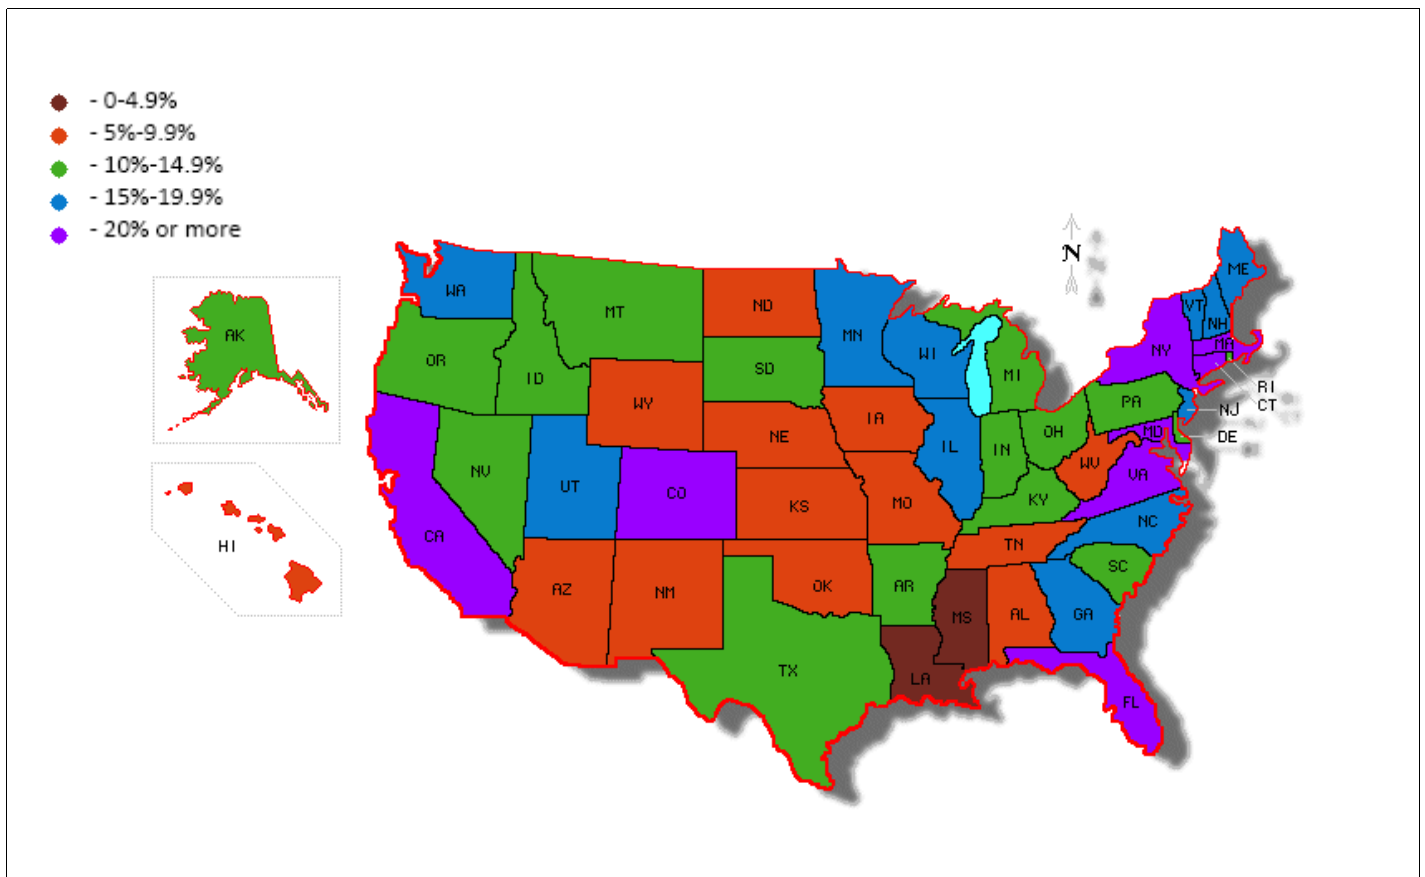 - 0-4.9%
- 5%-9.9%
- 10%-14.9%
- 15%-19.9%
- 20% or more
N
ME
WA
VT
ND
MT
NH
AK
MN
MA
NY
WI
OR
SD
MI
ID
RI
WY
PA
CT
NJ
IA
OH
MD
DE
NE
IL
IN
WV
NV
VA
UT
CO
KY
KS
MO
NC
CA
HI
TN
SC
AZ
OK
AR
NM
MS
AL
GA
TX
LA
FL